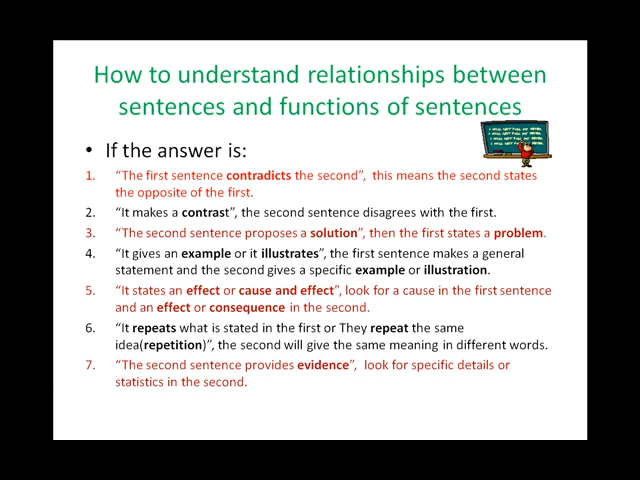 How to understand relationships between
sentences and functions of sentences
• If the answer is:
1. “The first sentence contradicts the second”, this means the second states
the opposite of the first.
2. “It makes a contrast”, the second sentence disagrees with the first.
3. “The second sentence proposes a solution”, then the first states a problem.
4. “It gives an example or it illustrates”, the first sentence makes a general
statement and the second gives a specific example or illustration.
5. “It states an effect or cause and effect”, look for a cause in the first sentence
and an effect or consequence in the second.
6. “It repeats what is stated in the first or They repeat the same
idea(repetition)”, the second will give the same meaning in different words.
7. “The second sentence provides evidence”, look for specific details or
statistics in the second.